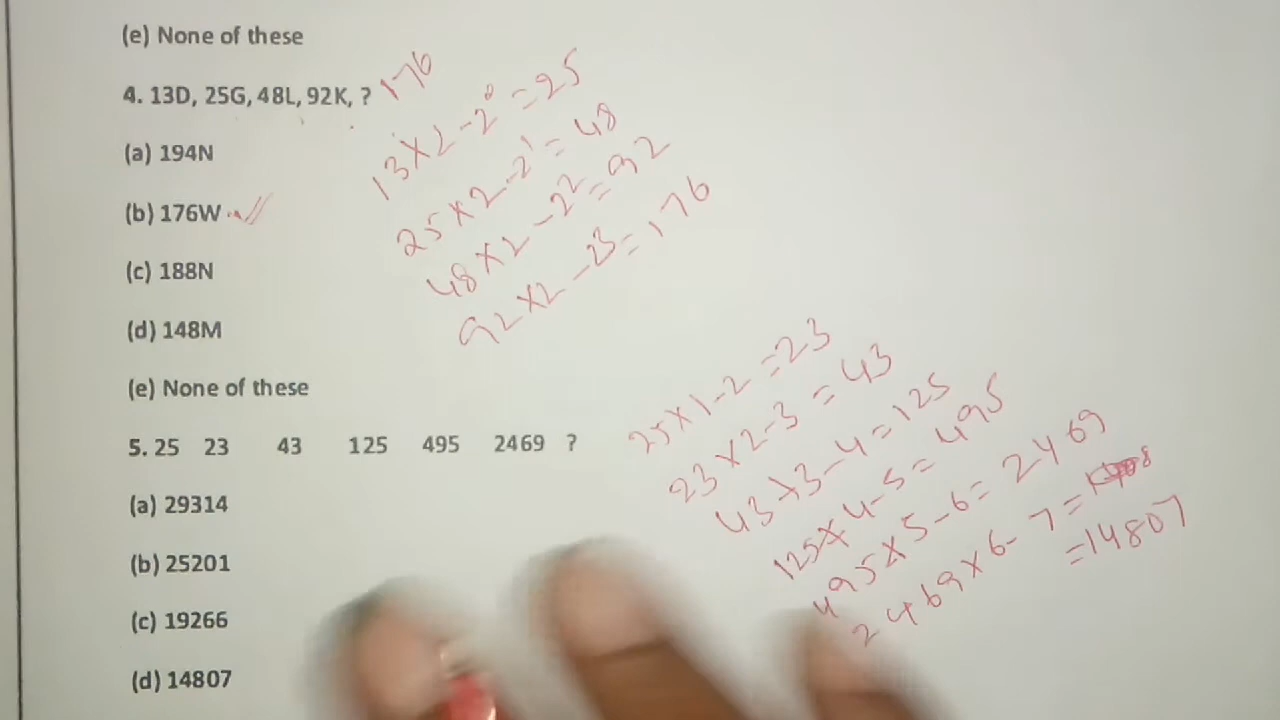 (e) None of these
4. 13D, 25G, 48L, 92K, ? 176
(a) 194N
(b) 176W
(c) 188N
(d) 148M
(e) None of these
13×2-2⁰=25
25×2-2¹=48
48×2-2²=92
92×2-2³=176
5. 25 23 43 125 495 2469 ?
(a) 29314
(b) 25201
(c) 19266
(d) 14807
25×1-2=23
23×2-3=43
43×3-4=125
125×4-5=495
495×5-6=2469
2469×6-7=
=14807